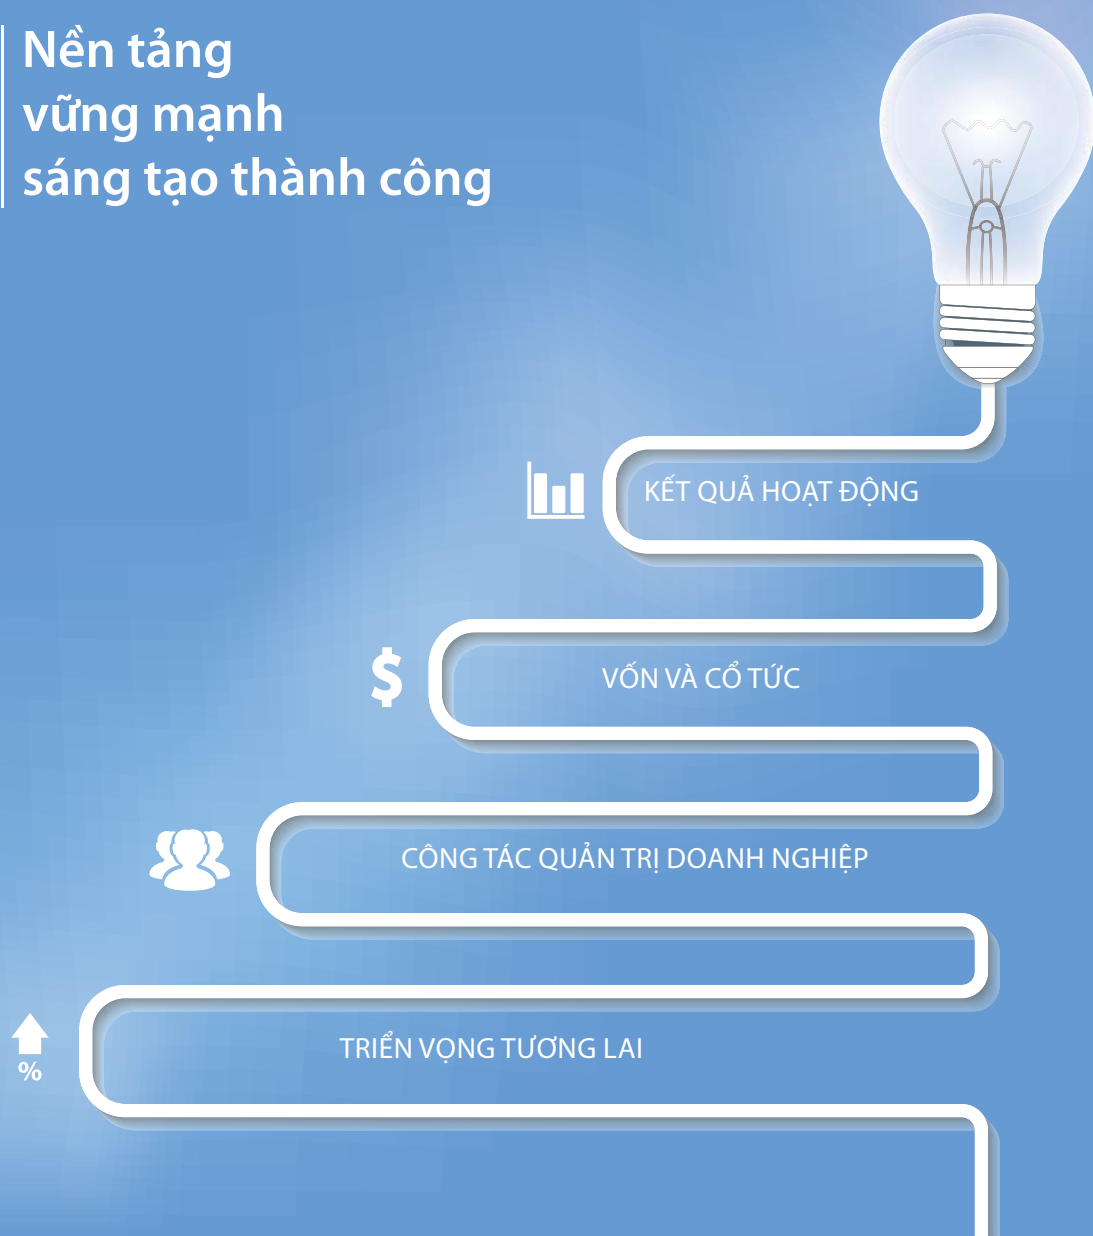 Nền tảng
vững mạnh
sáng tạo thành công
KẾT QUẢ HOẠT ĐỘNG
$
VỐN VÀ CỔ TỨC
CÔNG TÁC QUẢN TRỊ DOANH NGHIỆP
TRIỂN VỌNG TƯƠNG LAI
%